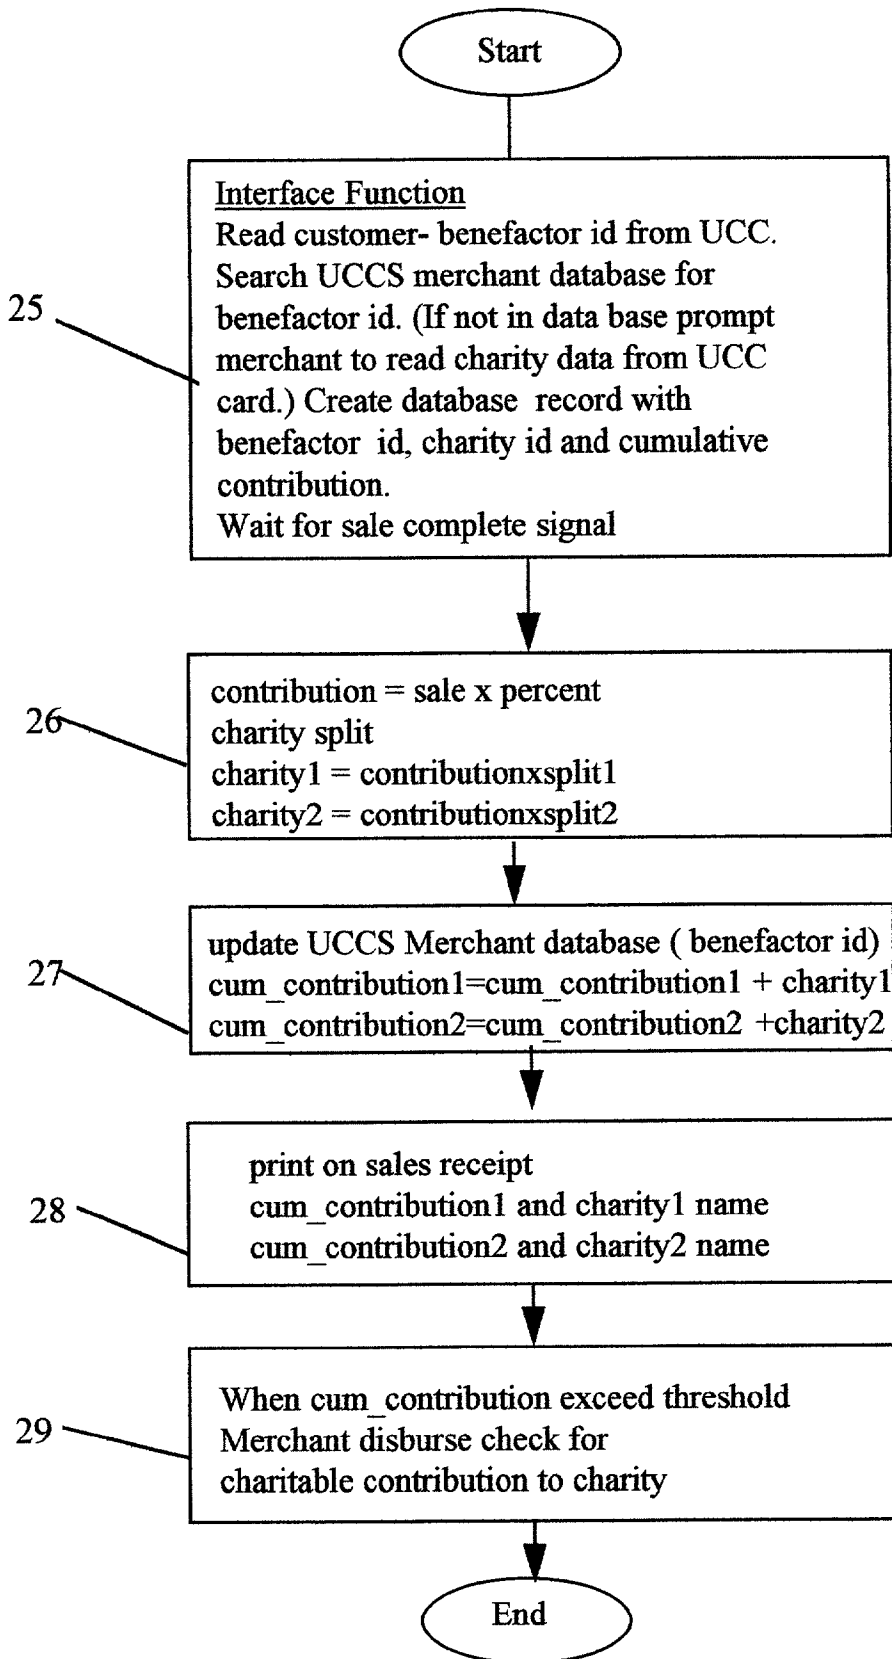 Start
Interface Function
Read customer- benefactor id from UCC.
Search UCCS merchant database for
benefactor id. (If not in data base prompt
merchant to read charity data from UCC
card.) Create database record with
benefactor id, charity id and cumulative
contribution.
Wait for sale complete signal
25
contribution = sale x percent
charity split
charity1 = contributionxsplit1
charity2 = contributionxsplit2
26
update UCCS Merchant database ( benefactor id)
cum_contribution1=cum_contribution1 + charity1
cum_contribution2=cum_contribution2 +charity2
27
print on sales receipt
cum_contribution1 and charity1 name
cum_contribution2 and charity2 name
28
When cum_contribution exceed threshold
Merchant disburse check for
charitable contribution to charity
29
End